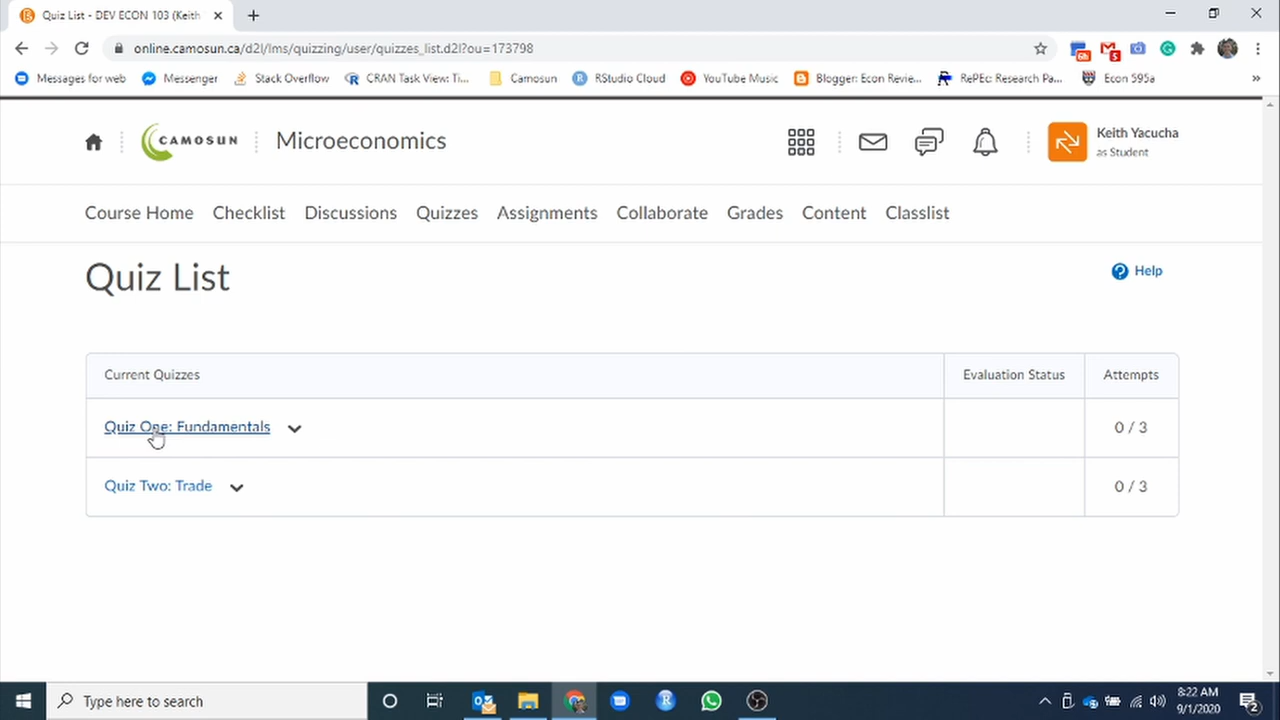 Quiz List - DEV ECON 103 (Keith
online.camosun.ca/d2l/lms/quizzing/user/quizzes_list.d2l?ou=173798
6h
5
Messages for web
Messenger
Stack Overflow
CRAN Task View: Ti...
Camosun
RStudio Cloud
YouTube Music
Blogger: Econ Revie...
RePEc: Research Pa...
Econ 595a
»
CAMOSUN
Microeconomics
Keith Yacucha
as Student
Course Home Checklist Discussions Quizzes Assignments Collaborate Grades Content Classlist
Quiz List
Help
Current Quizzes Evaluation Status Attempts
Quiz One: Fundamentals 0 / 3
Quiz Two: Trade 0 / 3
Type here to search
8:22 AM
9/1/2020
2